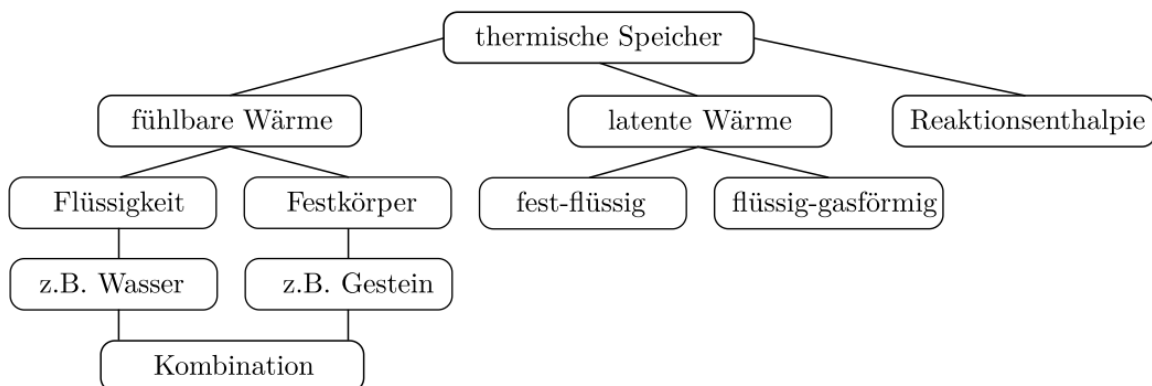 thermische Speicher
fühlbare Wärme
latente Wärme
Reaktionsenthalpie
Flüssigkeit
Festkörper
fest-flüssig
flüssig-gasförmig
z.B. Wasser
z.B. Gestein
Kombination